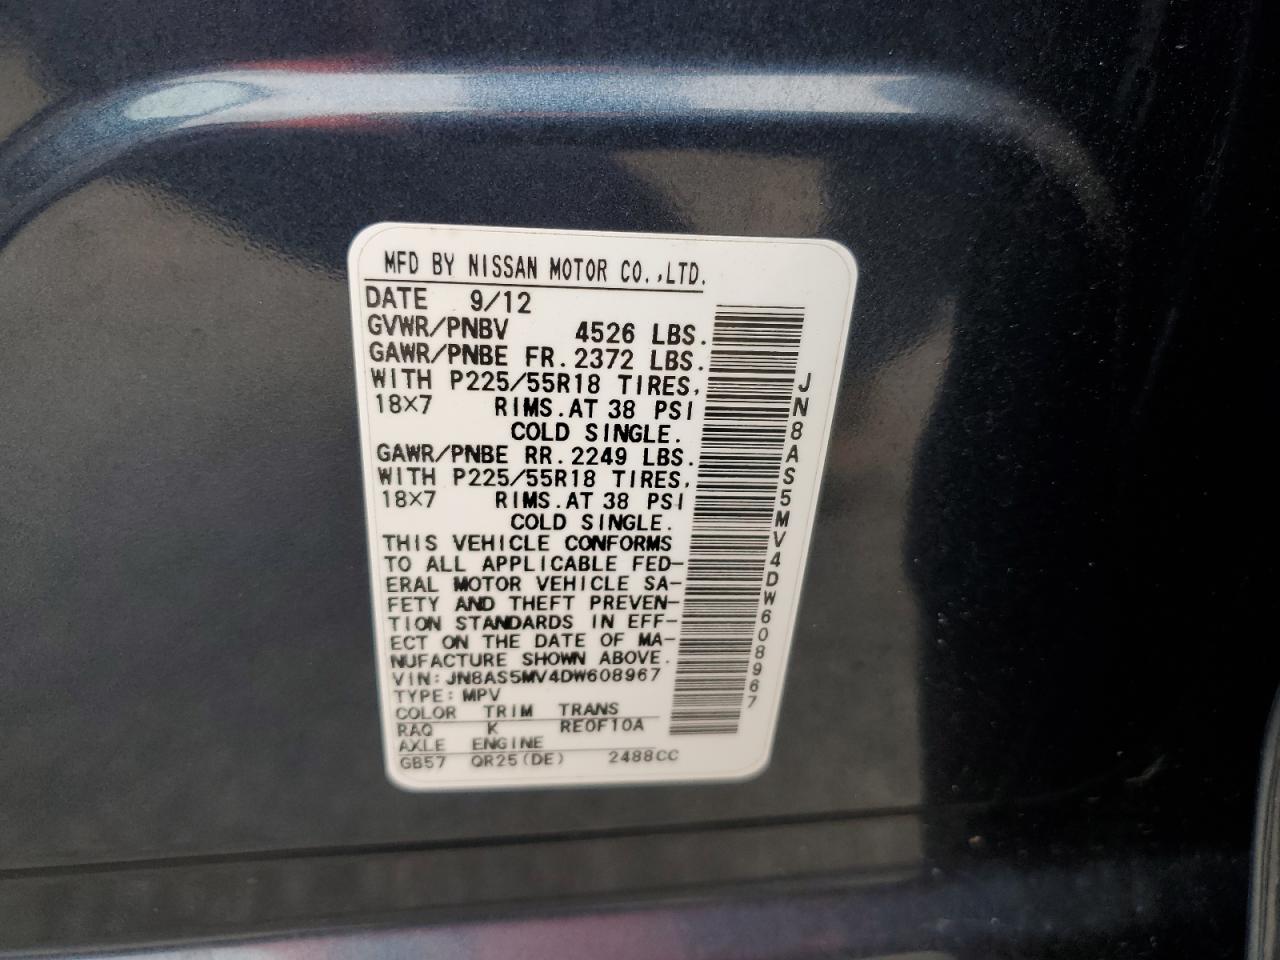 MFD BY NISSAN MOTOR CO.,LTD.
DATE 9/12
GVWR/PNBV 4526 LBS.
GAWR/PNBE FR. 2372 LBS.
WITH P225/55R18 TIRES,
18X7 RIMS. AT 38 PSI
COLD SINGLE.
GAWR/PNBE RR. 2249 LBS.
WITH P225/55R18 TIRES,
18X7 RIMS. AT 38 PSI
COLD SINGLE.
THIS VEHICLE CONFORMS
TO ALL APPLICABLE FED-
ERAL MOTOR VEHICLE SA-
FETY AND THEFT PREVEN-
TION STANDARDS IN EFF-
ECT ON THE DATE OF MA-
NUFACTURE SHOWN ABOVE.
VIN: JN8AS5MV4DW608967
TYPE: MPV
COLOR TRIM TRANS
RAQ K RE0F10A
AXLE ENGINE
GB57 QR25(DE) 2488CC
JN8AS5MV4DW608967